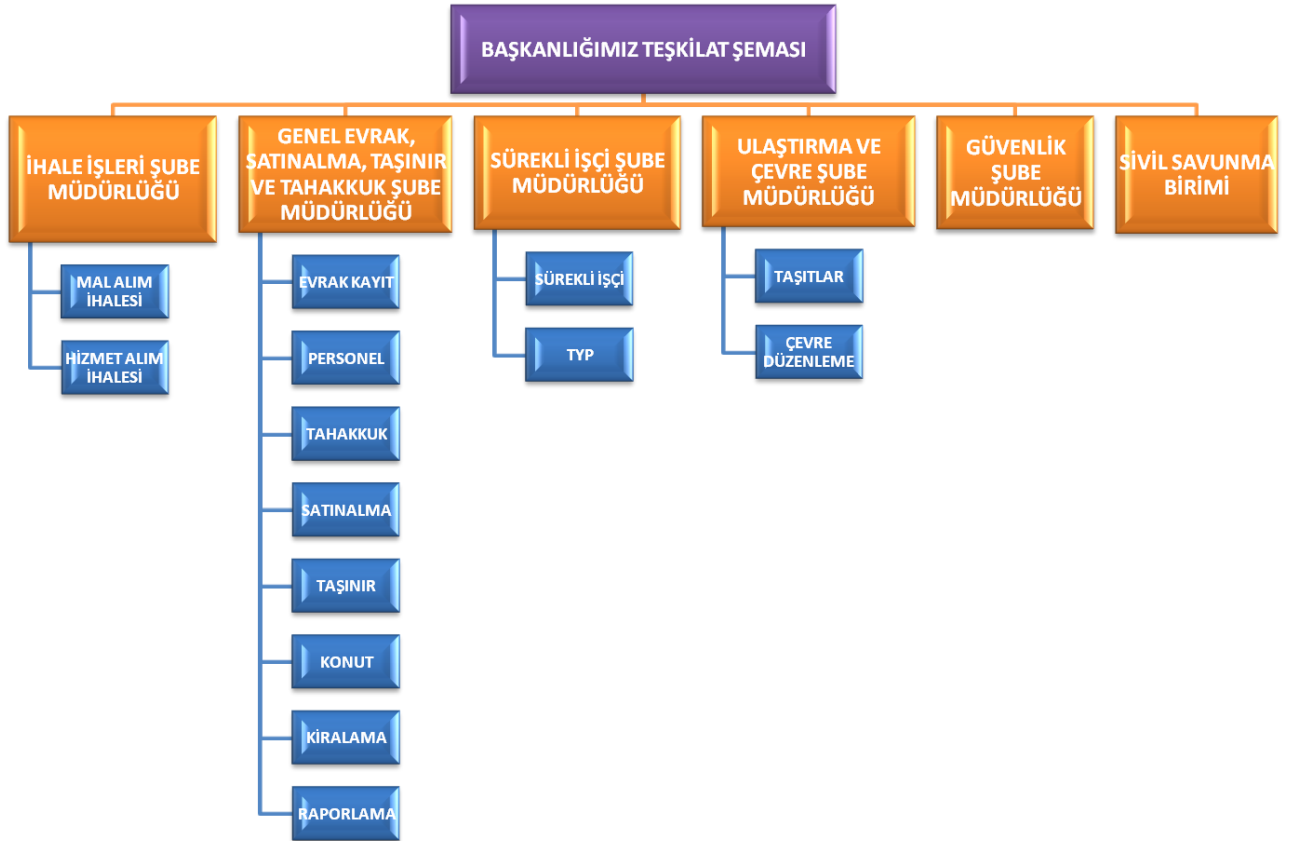 BAŞKANLIĞIMIZ TEŞKİLAT ŞEMASI
İHALE İŞLERİ ŞUBE
MÜDÜRLÜĞÜ
MAL ALIM
İHALESİ
HİZMET ALIM
İHALESİ
GENEL EVRAK,
SATINALMA, TAŞINIR
VE TAHAKKUK ŞUBE
MÜDÜRLÜĞÜ
EVRAK KAYIT
PERSONEL
TAHAKKUK
SATINALMA
TAŞINIR
KONUT
KİRALAMA
RAPORLAMA
SÜREKLİ İŞÇİ ŞUBE
MÜDÜRLÜĞÜ
SÜREKLİ İŞÇİ
TYP
ULAŞTIRMA VE
ÇEVRE ŞUBE
MÜDÜRLÜĞÜ
TAŞITLAR
ÇEVRE
DÜZENLEME
GÜVENLİK
ŞUBE
MÜDÜRLÜĞÜ
SİVİL SAVUNMA
BİRİMİ